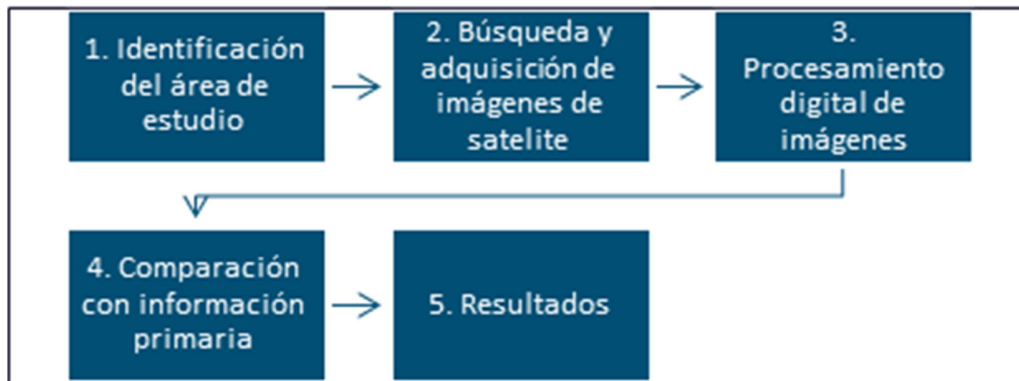 1. Identificación
del área de
estudio
2. Búsqueda y
adquisición de
imágenes de
satelite
3.
Procesamiento
digital de
imágenes
4. Comparación
con información
primaria
5. Resultados